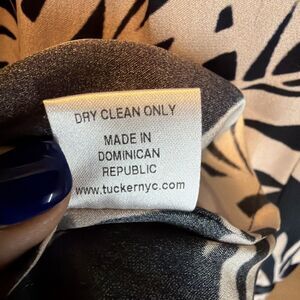 DRY CLEAN ONLY
MADE IN
DOMINICAN
REPUBLIC
www.tuckernyc.com